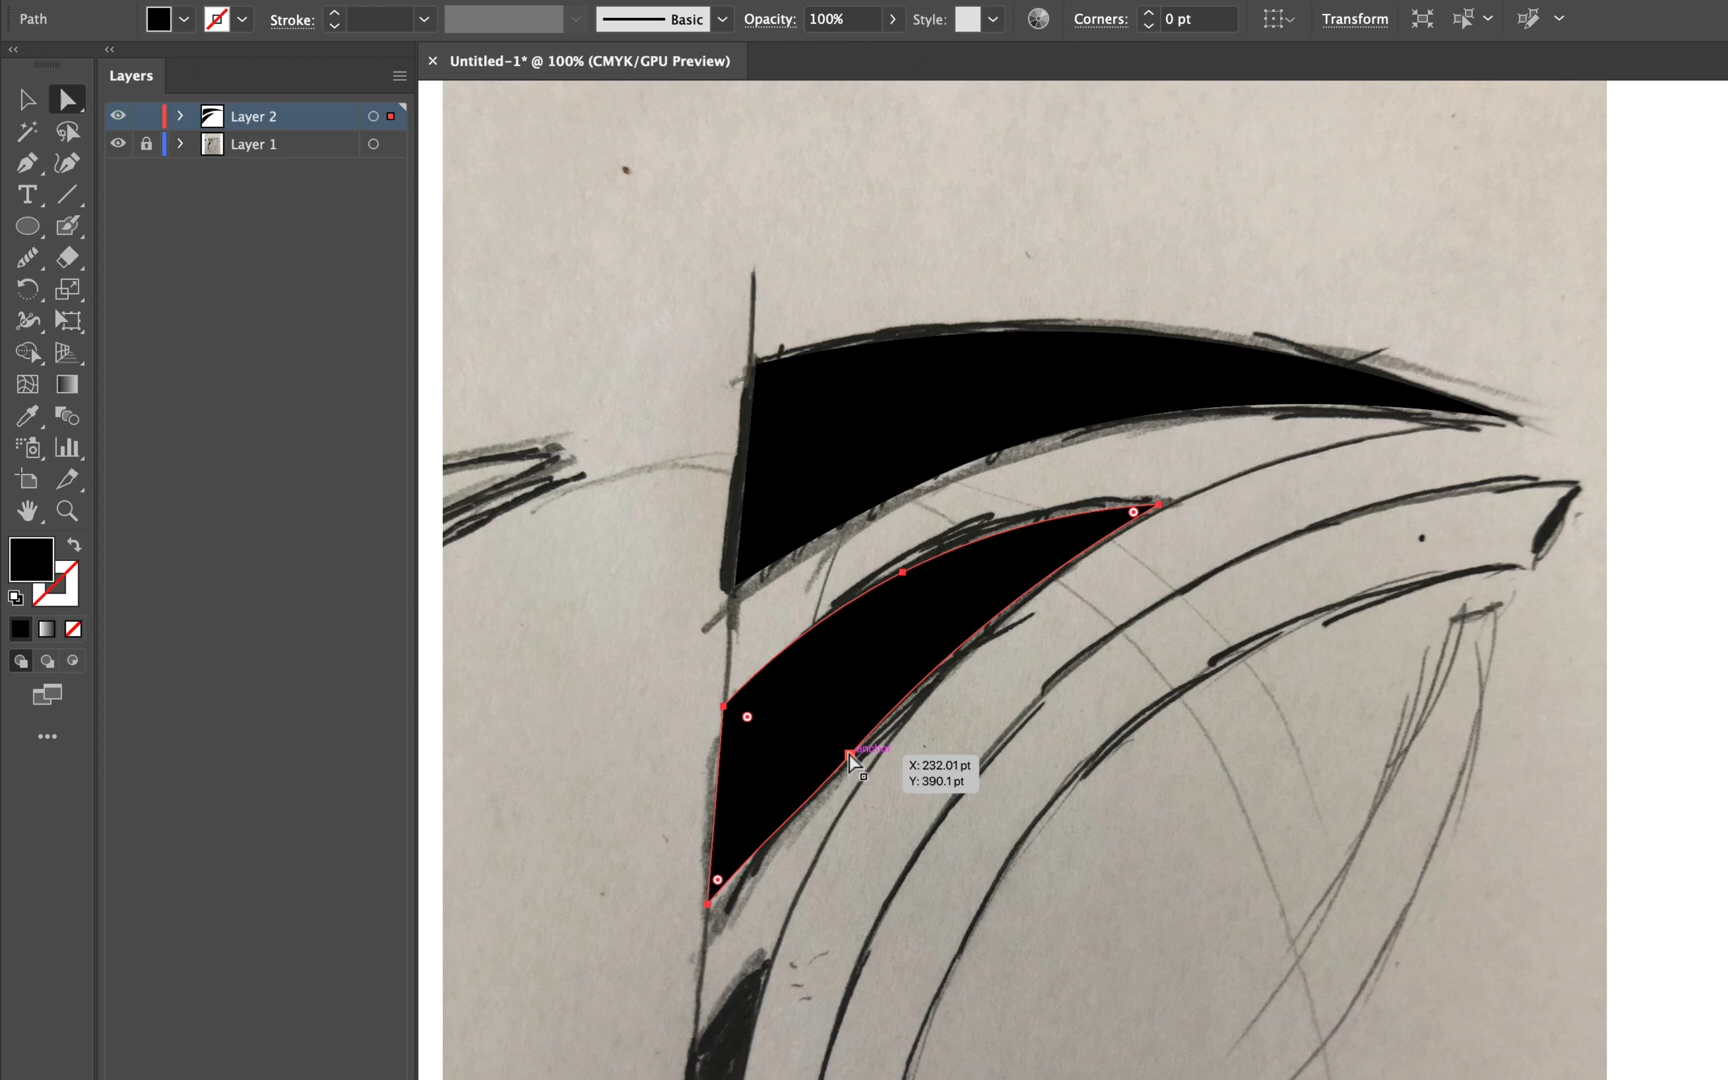 Path
Stroke:
Basic
Opacity:
100%
Style:
Corners:
0 pt
Transform
Layers
Untitled-1* @ 100% (CMYK/GPU Preview)
Layer 2
Layer 1
T
anchor
X: 232.01 pt
Y: 390.1 pt